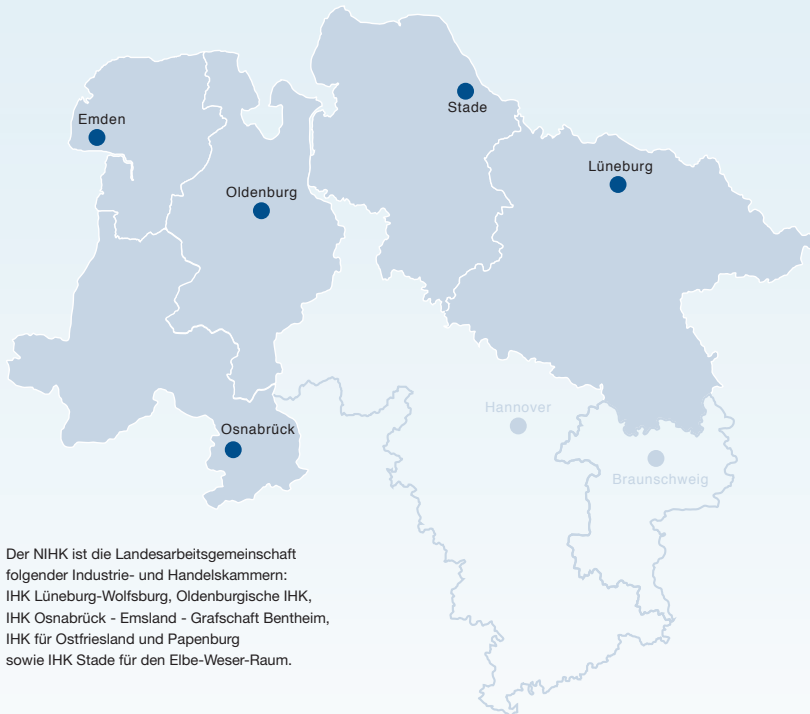 Emden
Stade
Lüneburg
Oldenburg
Hannover
Osnabrück
Braunschweig
Der NIHK ist die Landesarbeitsgemeinschaft
folgender Industrie- und Handelskammern:
IHK Lüneburg-Wolfsburg, Oldenburgische IHK,
IHK Osnabrück - Emsland - Grafschaft Bentheim,
IHK für Ostfriesland und Papenburg
sowie IHK Stade für den Elbe-Weser-Raum.